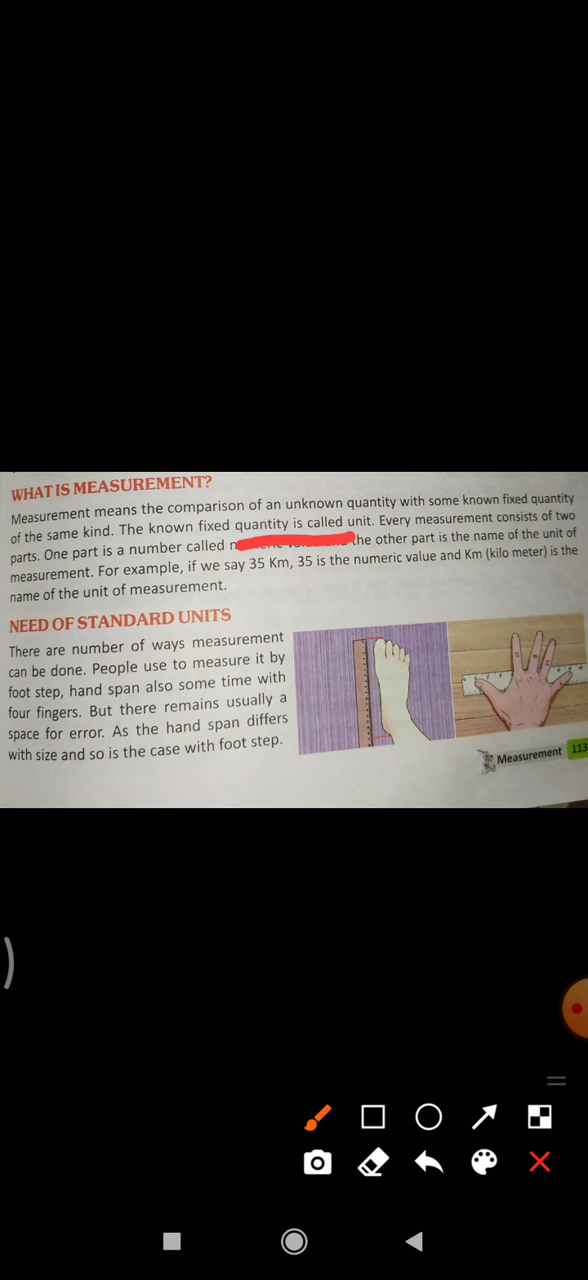 WHAT IS MEASUREMENT?
Measurement means the comparison of an unknown quantity with some known fixed quantity
of the same kind. The known fixed quantity is called unit. Every measurement consists of two
parts. One part is a number called the other part is the name of the unit of
measurement. For example, if we say 35 Km, 35 is the numeric value and Km (kilo meter) is the
name of the unit of measurement.
NEED OF STANDARD UNITS
There are number of ways measurement
can be done. People use to measure it by
foot step, hand span also some time with
four fingers. But there remains usually a
space for error. As the hand span differs
with size and so is the case with foot step.
Measurement 113